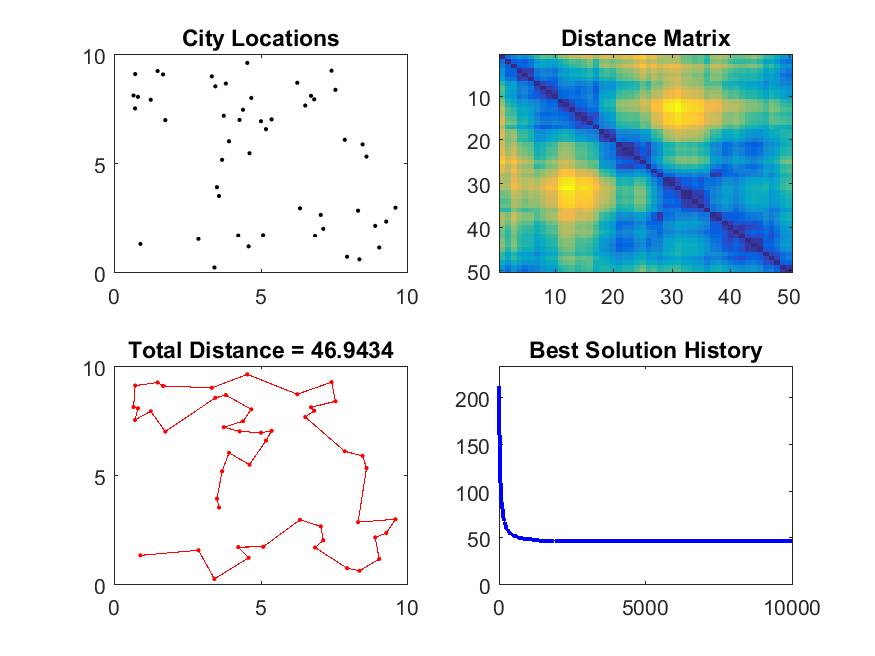 City Locations
10
5
0
0 5 10
Distance Matrix
10
20
30
40
50
10 20 30 40 50
Total Distance = 46.9434
10
5
0
0 5 10
Best Solution History
200
150
100
50
0
0 5000 10000